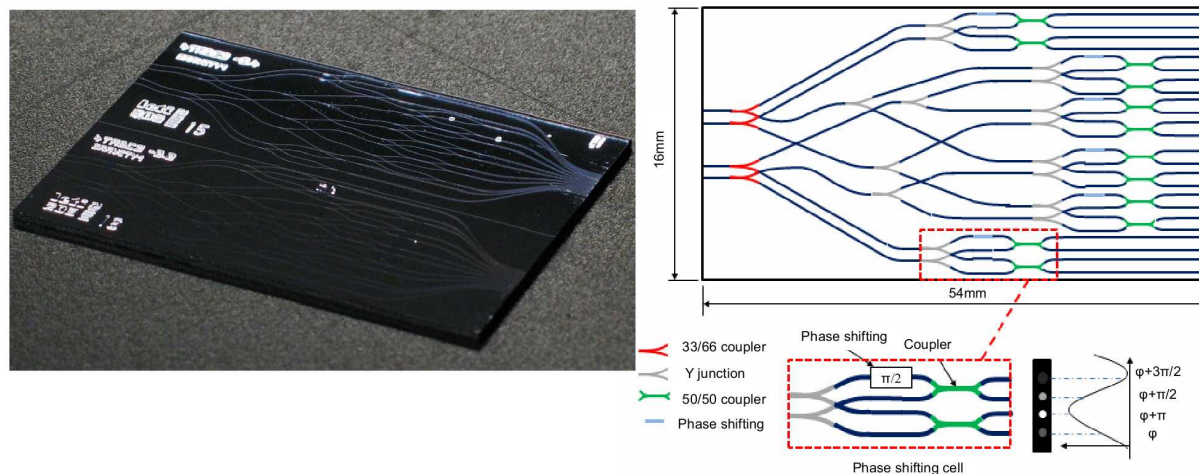 15
16mm
54mm
33/66 coupler
Y junction
50/50 coupler
Phase shifting
Phase shifting
Coupler
π/2
φ+3π/2
φ+π/2
φ+π
φ
Phase shifting cell